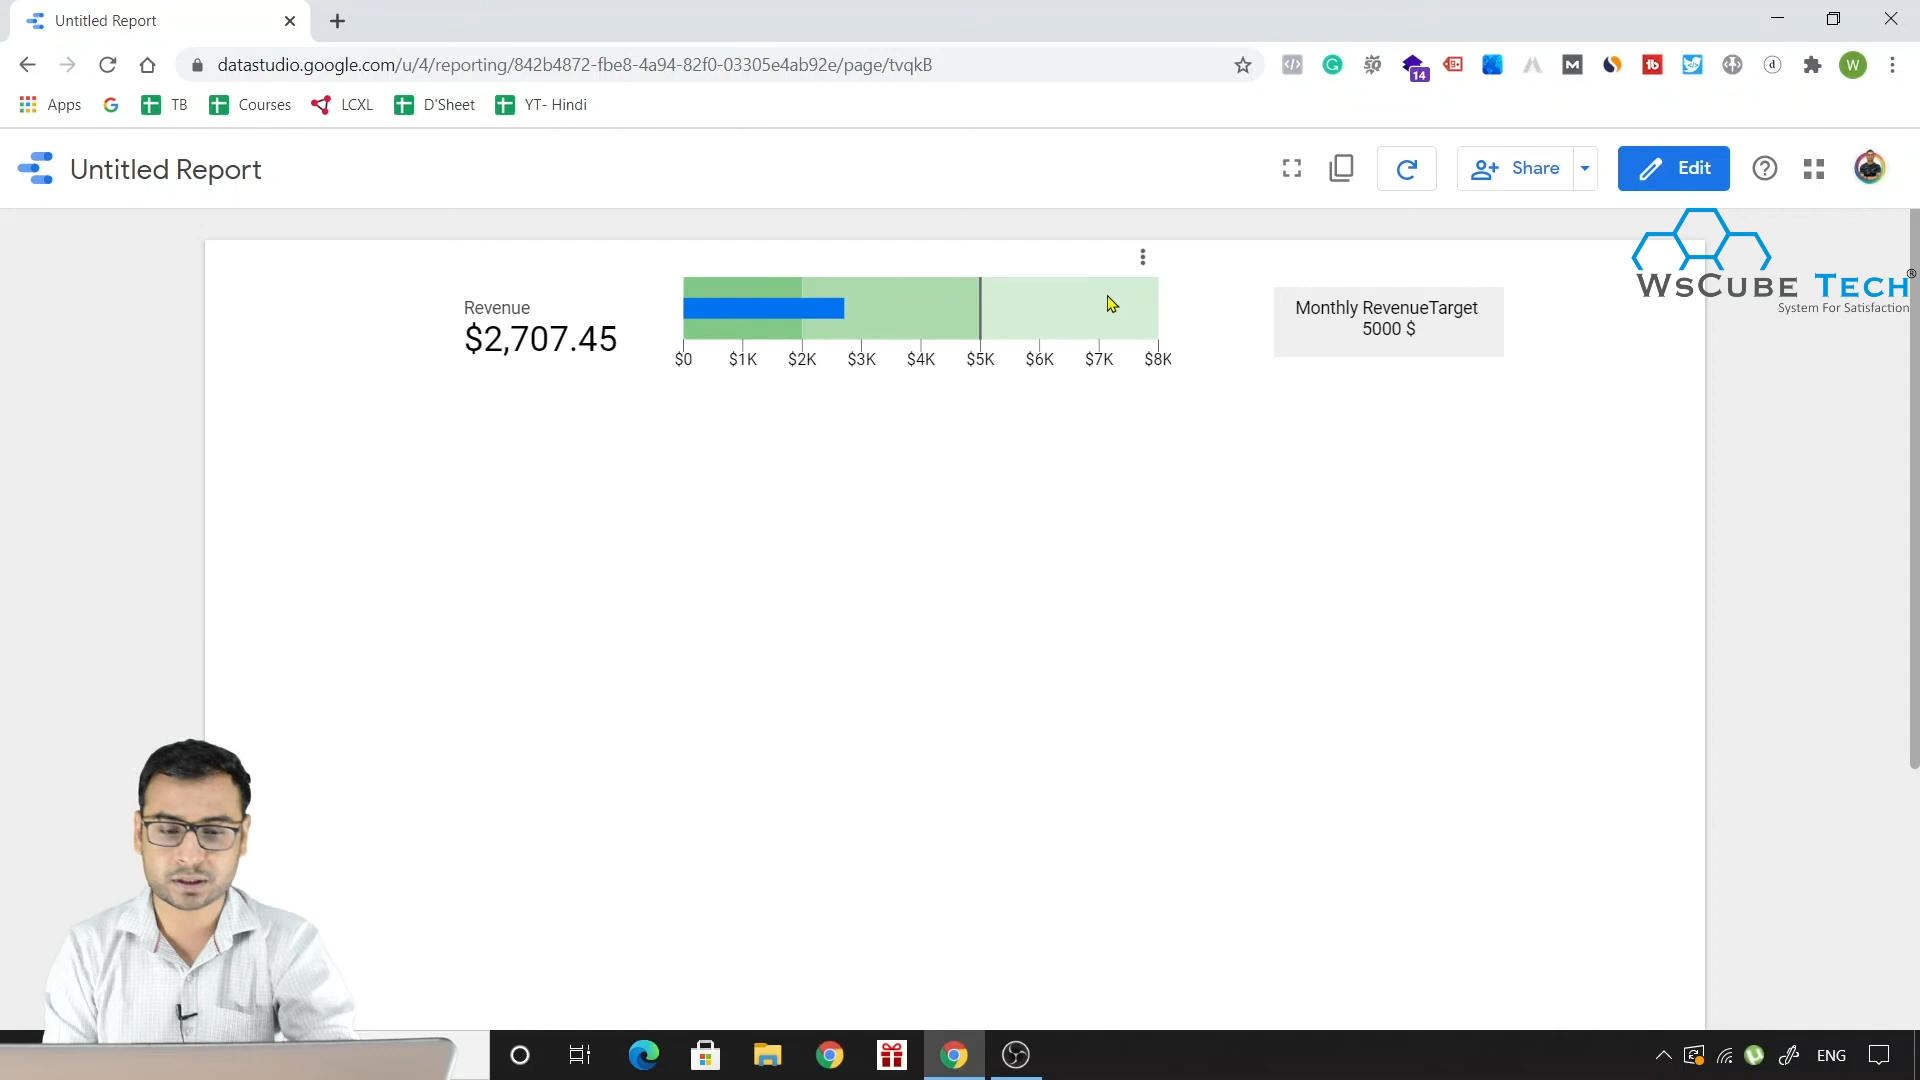 Untitled Report
datastudio.google.com/u/4/reporting/842b4872-fbe8-4a94-82f0-03305e4ab92e/page/tvqkB
14
W
Apps
TB
Courses
LCXL
D'Sheet
YT- Hindi
Untitled Report
Share
Edit
WsCube Tech®
System For Satisfaction
Revenue
$2,707.45
$0 $1K $2K $3K $4K $5K $6K $7K $8K
Monthly RevenueTarget
5000 $
ENG